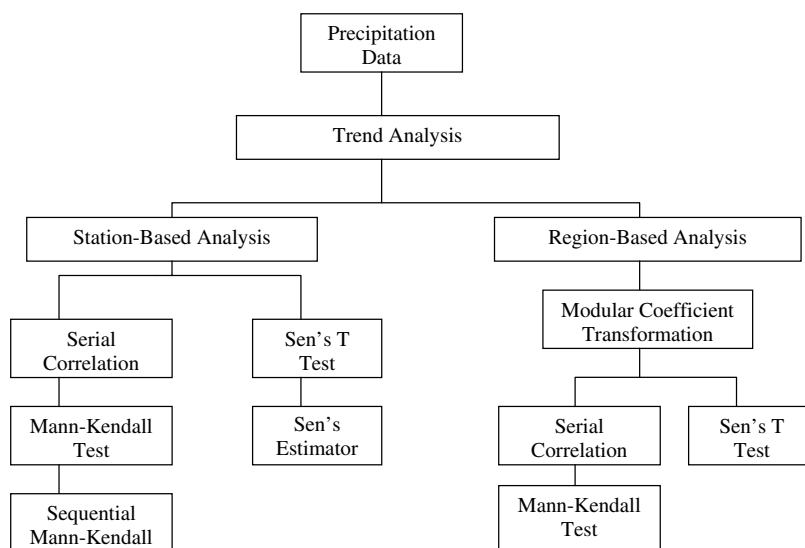 Precipitation
Data
Trend Analysis
Station-Based Analysis
Region-Based Analysis
Modular Coefficient
Transformation
Serial
Correlation
Sen's T
Test
Mann-Kendall
Test
Sen's
Estimator
Serial
Correlation
Sen's T
Test
Sequential
Mann-Kendall
Mann-Kendall
Test